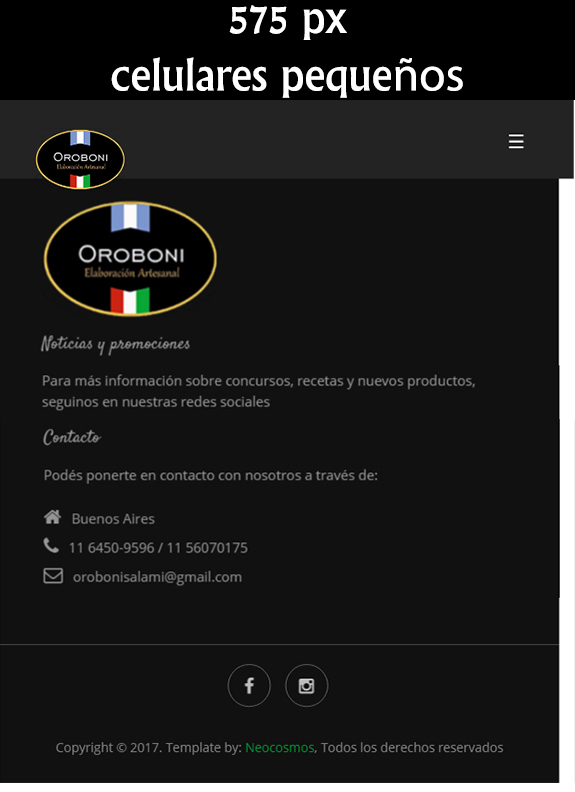 575 px
celulares pequeños
☰
OROBONI
Elaboración Artesanal
OROBONI
Elaboración Artesanal
Noticias y promociones
Para más información sobre concursos, recetas y nuevos productos,
seguinos en nuestras redes sociales
Contacto
Podés ponerte en contacto con nosotros a través de:
Buenos Aires
11 6450-9596 / 11 56070175
orobonisalami@gmail.com
Copyright © 2017. Template by: Neocosmos, Todos los derechos reservados